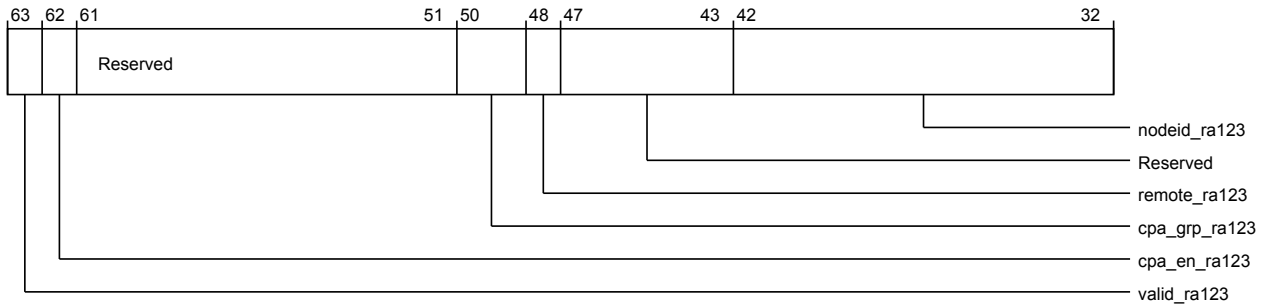 63 62 61 51 50 48 47 43 42 32
Reserved
nodeid_ra123
Reserved
remote_ra123
cpa_grp_ra123
cpa_en_ra123
valid_ra123